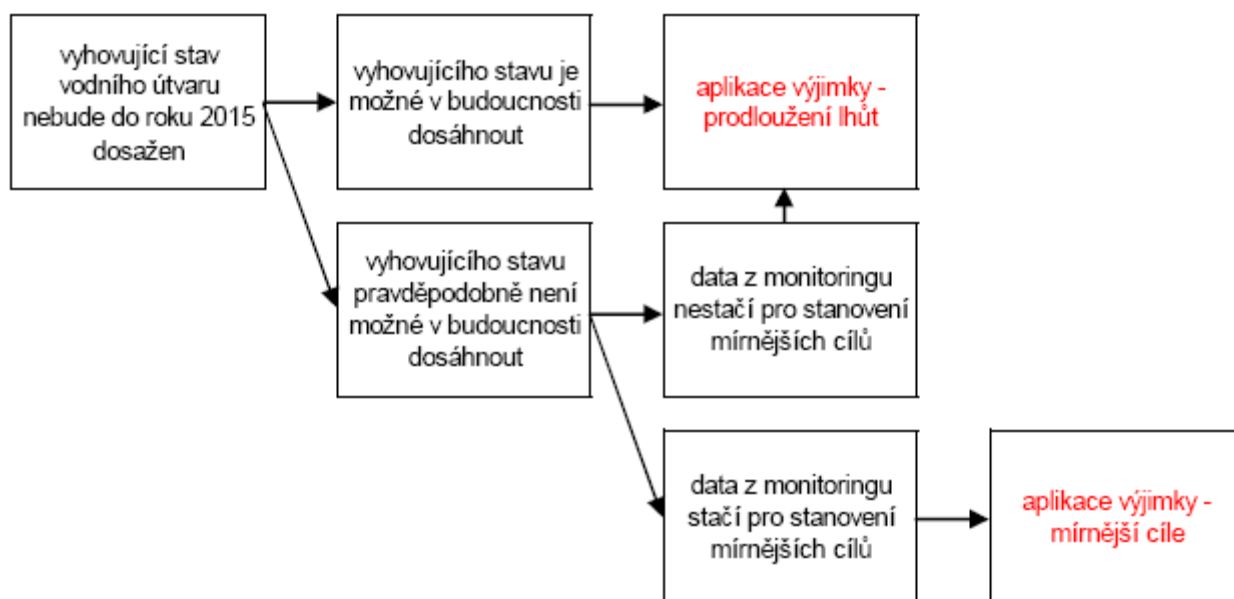 vyhovující stav
vodního útvaru
nebude do roku 2015
dosažen
vyhovujícího stavu je
možné v budoucnosti
dosáhnout
aplikace výjimky -
prodloužení lhůt
vyhovujícího stavu
pravděpodobně není
možné v budoucnosti
dosáhnout
data z monitoringu
nestačí pro stanovení
mírnějších cílů
data z monitoringu
stačí pro stanovení
mírnějších cílů
aplikace výjimky -
mírnější cíle